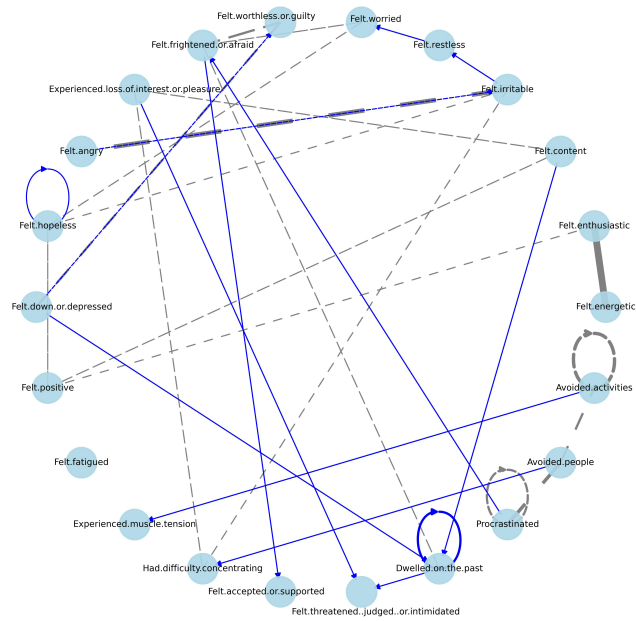 Felt.worthless.or.guilty
Felt.worried
Felt.frightened.or.afraid
Felt.restless
Experienced.loss.of.interest.or.pleasure
Felt.irritable
Felt.angry
Felt.content
Felt.hopeless
Felt.enthusiastic
Felt.down.or.depressed
Felt.energetic
Felt.positive
Avoided.activities
Felt.fatigued
Avoided.people
Experienced.muscle.tension
Procrastinated
Had.difficulty.concentrating
Dwelled.on.the.past
Felt.accepted.or.supported
Felt.threatened..judged..or.intimidated